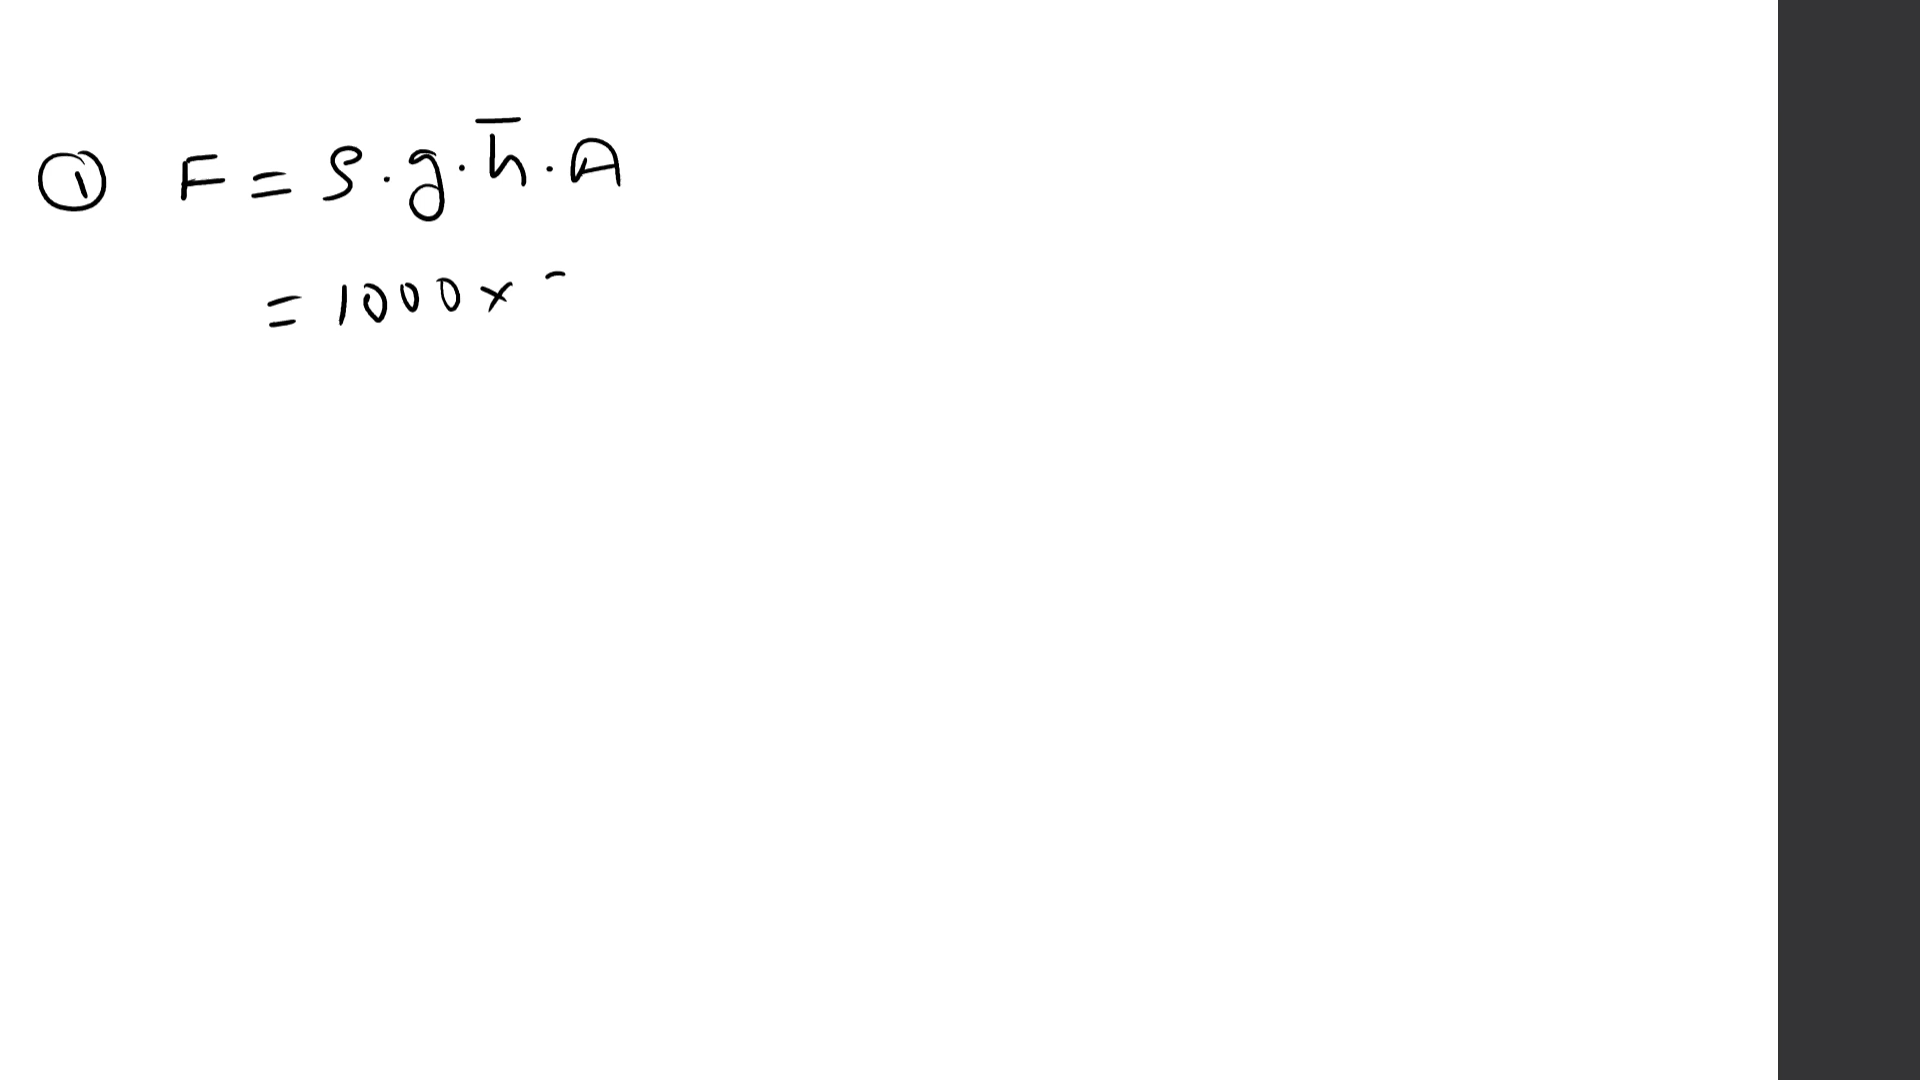 ① F = ρ · g · h̄ · A
= 1000 ×